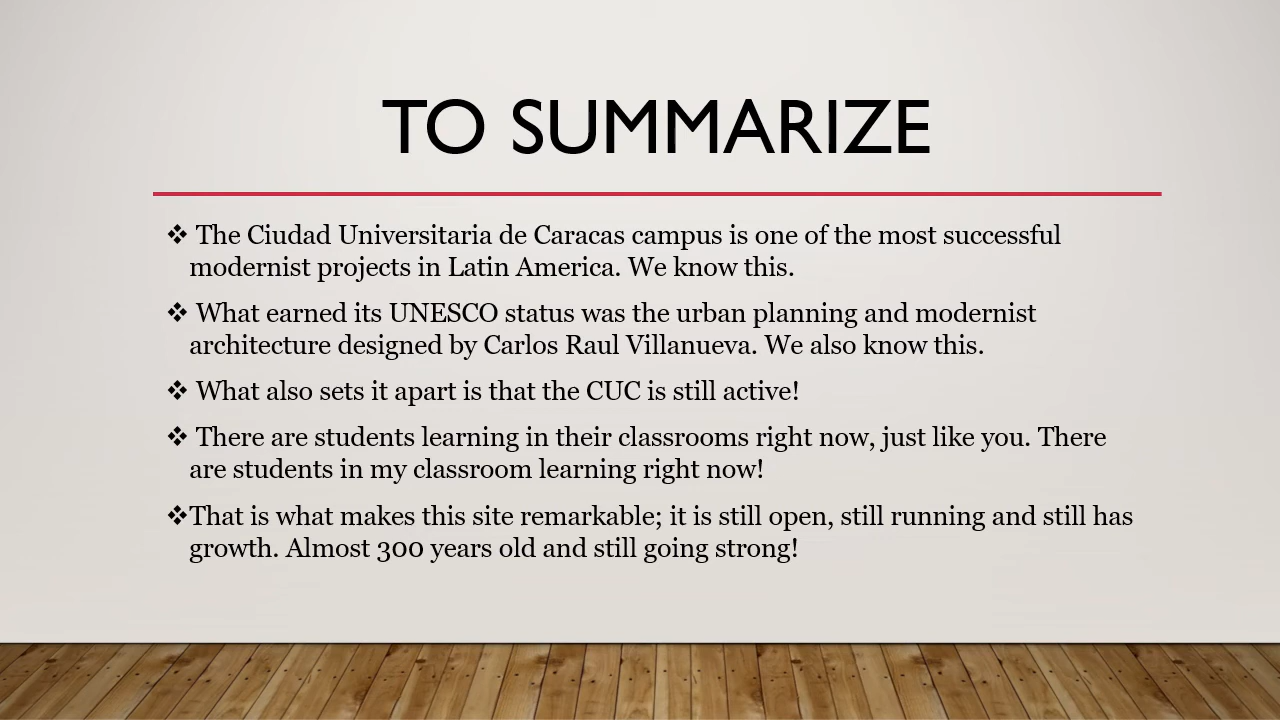 TO SUMMARIZE
❖ The Ciudad Universitaria de Caracas campus is one of the most successful
modernist projects in Latin America. We know this.
❖ What earned its UNESCO status was the urban planning and modernist
architecture designed by Carlos Raul Villanueva. We also know this.
❖ What also sets it apart is that the CUC is still active!
❖ There are students learning in their classrooms right now, just like you. There
are students in my classroom learning right now!
❖That is what makes this site remarkable; it is still open, still running and still has
growth. Almost 300 years old and still going strong!